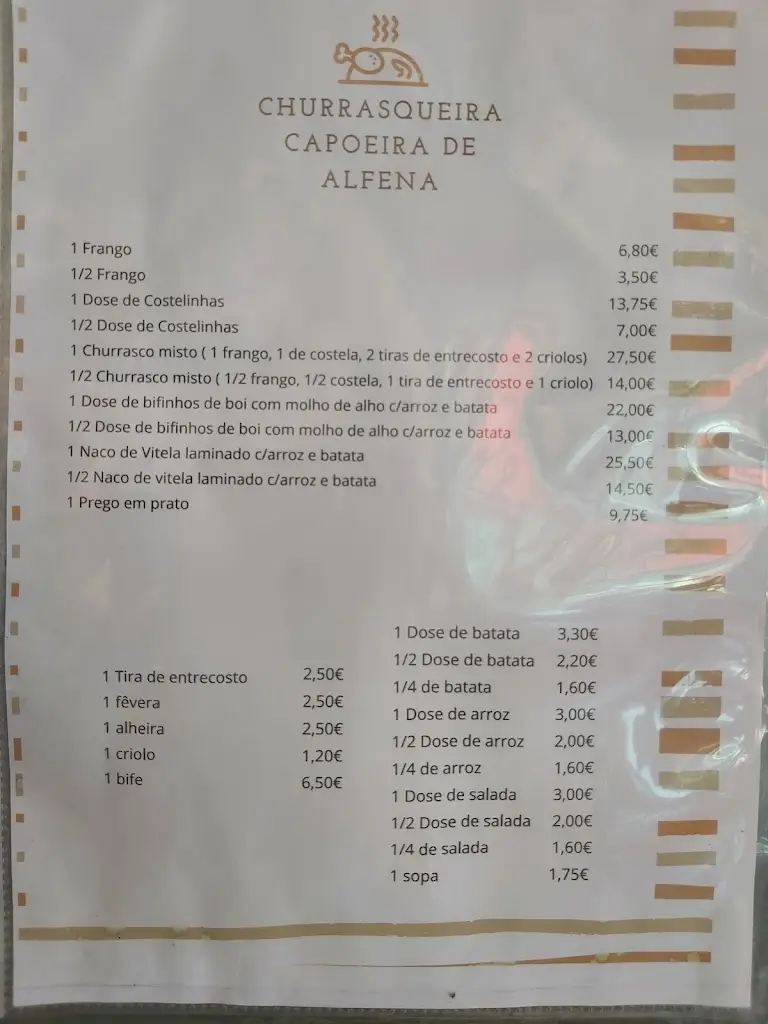 CHURRASQUEIRA
CAPOEIRA DE
ALFENA
1 Frango 6,80€
1/2 Frango 3,50€
1 Dose de Costelinhas 13,75€
1/2 Dose de Costelinhas 7,00€
1 Churrasco misto ( 1 frango, 1 de costela, 2 tiras de entrecosto e 2 criolos) 27,50€
1/2 Churrasco misto ( 1/2 frango, 1/2 costela, 1 tira de entrecosto e 1 criolo) 14,00€
1 Dose de bifinhos de boi com molho de alho c/arroz e batata 22,00€
1/2 Dose de bifinhos de boi com molho de alho c/arroz e batata 13,00€
1 Naco de Vitela laminado c/arroz e batata 25,50€
1/2 Naco de vitela laminado c/arroz e batata 14,50€
1 Prego em prato 9,75€
1 Tira de entrecosto 2,50€
1 fêvera 2,50€
1 alheira 2,50€
1 criolo 1,20€
1 bife 6,50€
1 Dose de batata 3,30€
1/2 Dose de batata 2,20€
1/4 de batata 1,60€
1 Dose de arroz 3,00€
1/2 Dose de arroz 2,00€
1/4 de arroz 1,60€
1 Dose de salada 3,00€
1/2 Dose de salada 2,00€
1/4 de salada 1,60€
1 sopa 1,75€